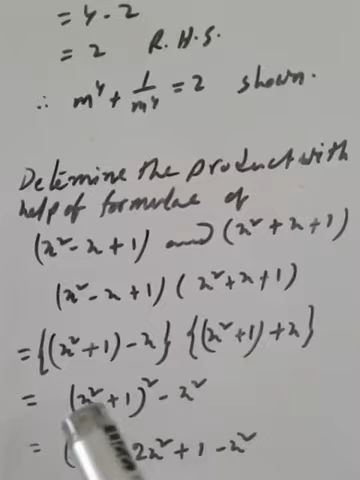 = 4 - 2
= 2 R.H.S.
∴ m⁴ + 1/m⁴ = 2 shown.
Determine the product with
help of formulae of
(x² - x + 1) and (x² + x + 1)
(x² - x + 1) (x² + x + 1)
= {(x² + 1) - x} {(x² + 1) + x}
= (x² + 1)² - x²
= ( 2x² + 1 - x²